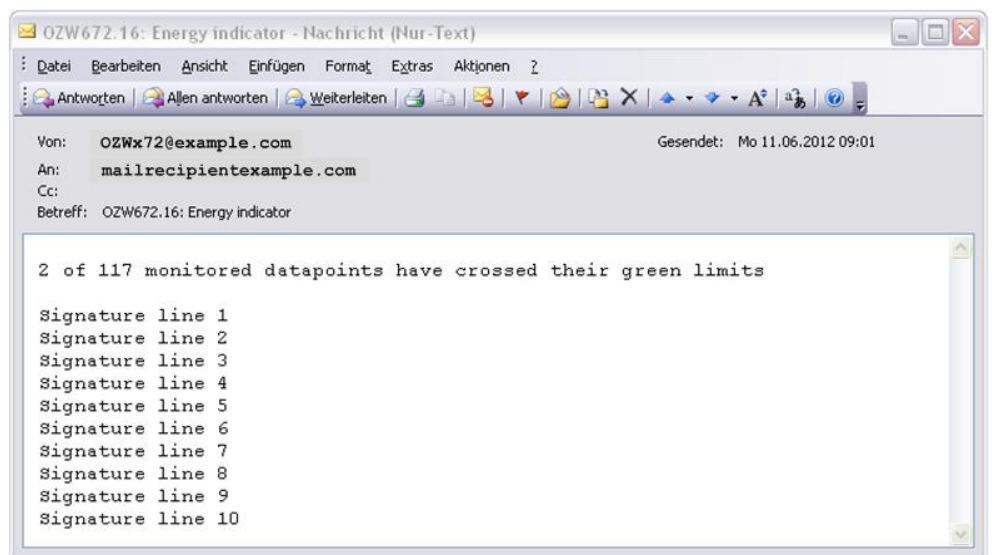 OZW672.16: Energy indicator - Nachricht (Nur-Text)
Datei Bearbeiten Ansicht Einfügen Format Extras Aktionen ?
Antworten Allen antworten Weiterleiten
Von: OZWx72@example.com Gesendet: Mo 11.06.2012 09:01
An: mailrecipientexample.com
Cc:
Betreff: OZW672.16: Energy indicator
2 of 117 monitored datapoints have crossed their green limits
Signature line 1
Signature line 2
Signature line 3
Signature line 4
Signature line 5
Signature line 6
Signature line 7
Signature line 8
Signature line 9
Signature line 10